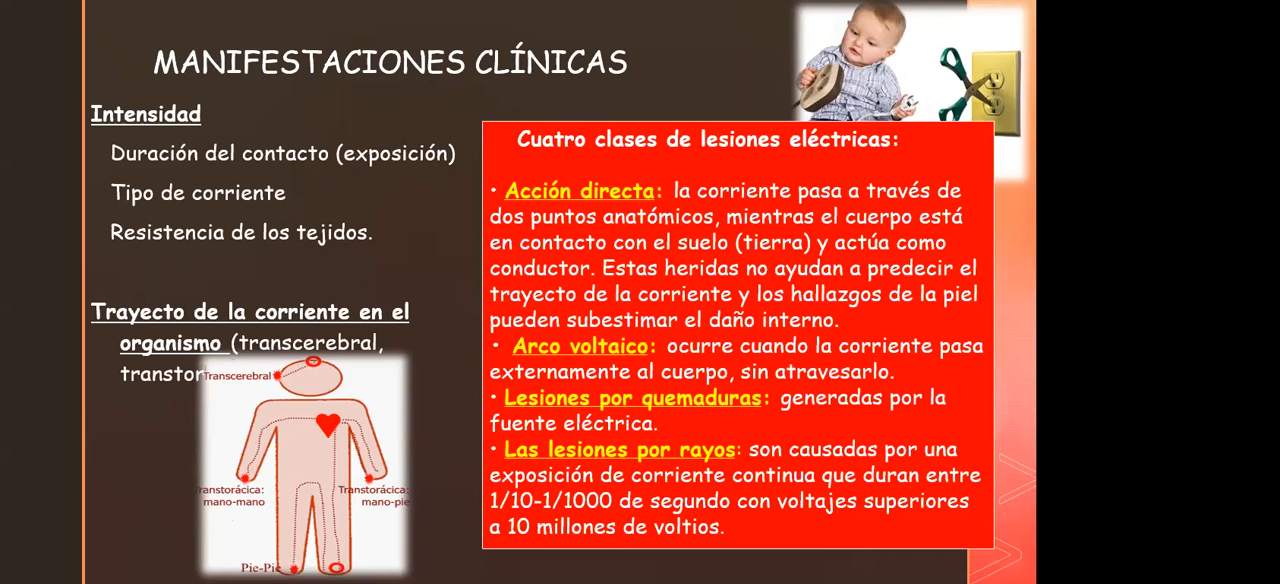 MANIFESTACIONES CLÍNICAS
Intensidad
Duración del contacto (exposición)
Tipo de corriente
Resistencia de los tejidos.
Trayecto de la corriente en el
organismo (transcerebral,
Transcerebral
Transtorácica:
mano-mano
Transtorácica:
mano-pie
Pie-Pie
Cuatro clases de lesiones eléctricas:
• Acción directa: la corriente pasa a través de
dos puntos anatómicos, mientras el cuerpo está
en contacto con el suelo (tierra) y actúa como
conductor. Estas heridas no ayudan a predecir el
trayecto de la corriente y los hallazgos de la piel
pueden subestimar el daño interno.
• Arco voltaico: ocurre cuando la corriente pasa
externamente al cuerpo, sin atravesarlo.
• Lesiones por quemaduras: generadas por la
fuente eléctrica.
• Las lesiones por rayos: son causadas por una
exposición de corriente continua que duran entre
1/10-1/1000 de segundo con voltajes superiores
a 10 millones de voltios.